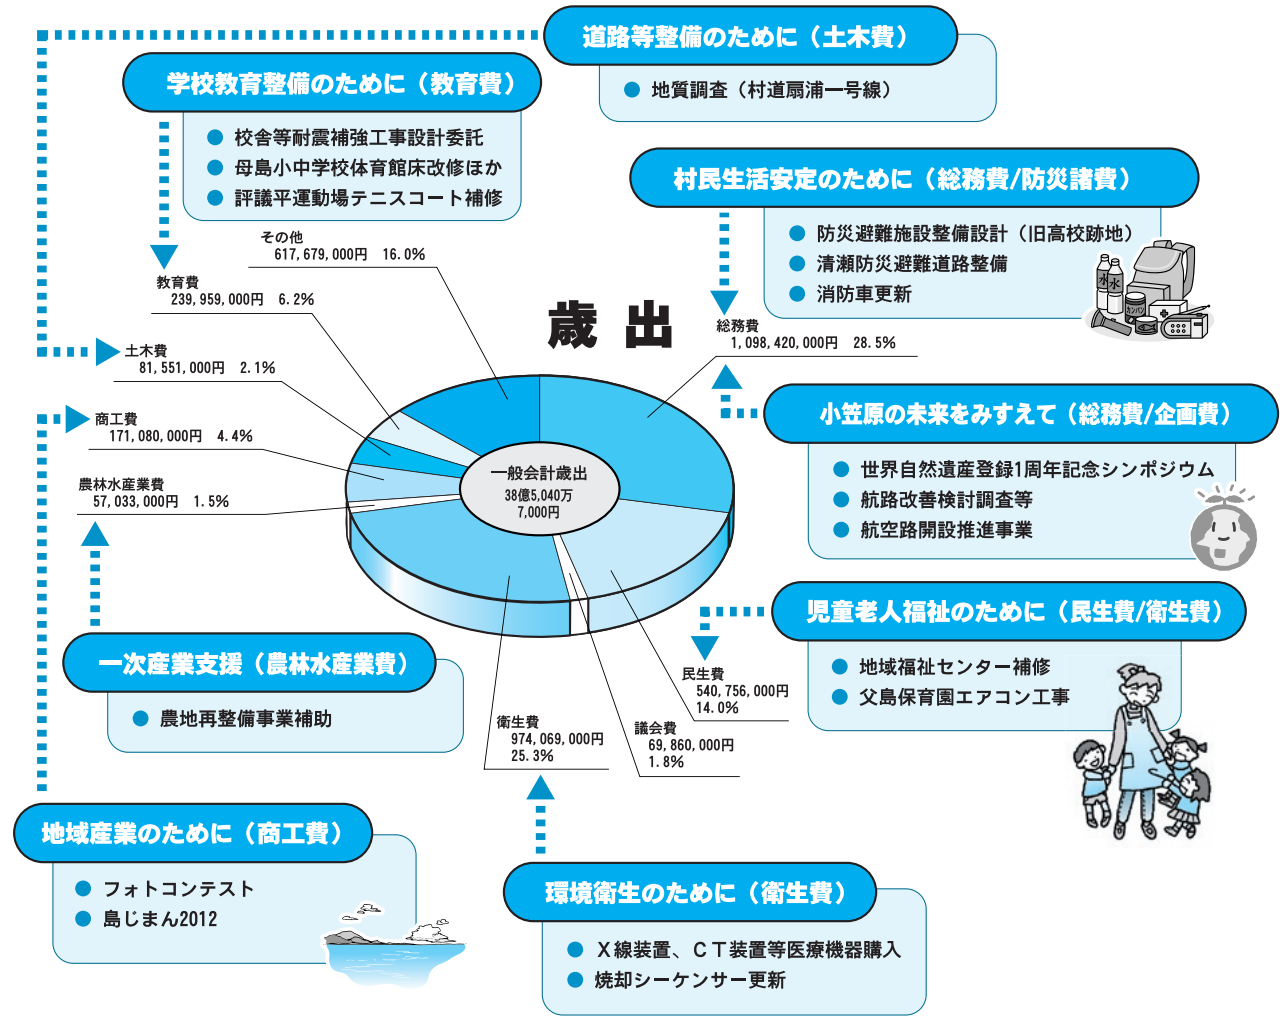 道路等整備のために（土木費）
● 地質調査（村道扇浦一号線）
学校教育整備のために（教育費）
● 校舎等耐震補強工事設計委託
● 母島小中学校体育館床改修ほか
● 評議平運動場テニスコート補修
村民生活安定のために（総務費/防災諸費）
● 防災避難施設整備設計（旧高校跡地）
● 清瀬防災避難道路整備
● 消防車更新
水
水
カンパン
その他
617,679,000円 16.0%
教育費
239,959,000円 6.2%
歳出
総務費
1,098,420,000円 28.5%
土木費
81,551,000円 2.1%
商工費
171,080,000円 4.4%
農林水産業費
57,033,000円 1.5%
一般会計歳出
38億5,040万
7,000円
小笠原の未来をみすえて（総務費/企画費）
● 世界自然遺産登録1周年記念シンポジウム
● 航路改善検討調査等
● 航空路開設推進事業
児童老人福祉のために（民生費/衛生費）
● 地域福祉センター補修
● 父島保育園エアコン工事
民生費
540,756,000円
14.0%
議会費
69,860,000円
1.8%
衛生費
974,069,000円
25.3%
一次産業支援（農林水産業費）
● 農地再整備事業補助
地域産業のために（商工費）
● フォトコンテスト
● 島じまん2012
環境衛生のために（衛生費）
● Ｘ線装置、ＣＴ装置等医療機器購入
● 焼却シーケンサー更新